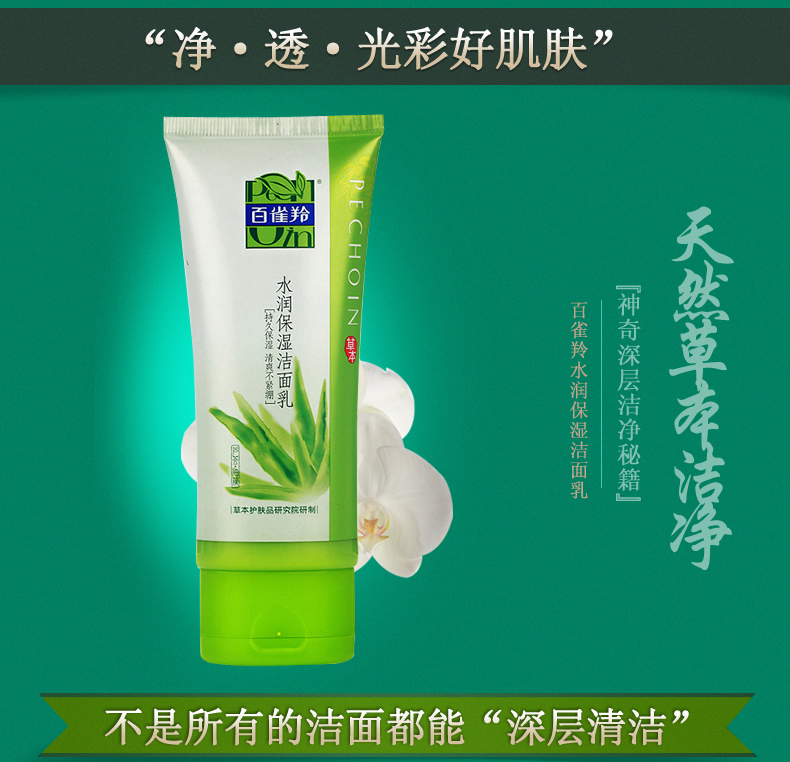 “净·透·光彩好肌肤”
百雀羚
PECHOIN
草本
水润保湿洁面乳
[持久保湿 清爽不紧绷]
草本护肤品研究院研制
天然草本洁净
『神奇深层洁净秘籍』
百雀羚水润保湿洁面乳
不是所有的洁面都能“深层清洁”